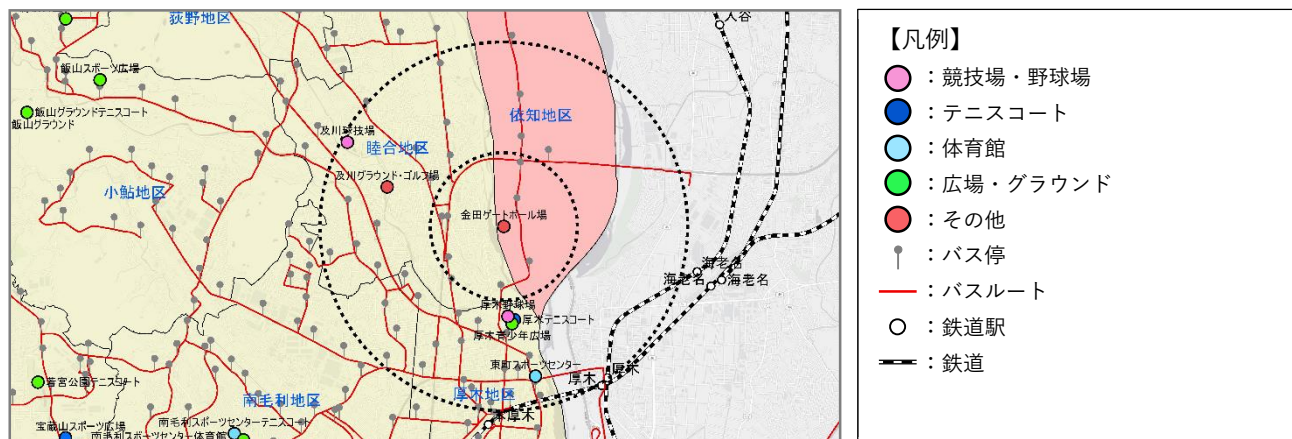 荻野地区
飯山スポーツ広場
飯山グラウンドテニスコート
飯山グラウンド
小鮎地区
及川球技場
睦合地区
及川グラウンド・ゴルフ場
依知地区
金田ゲートボール場
入谷
海老名
海老名
海老名
厚木野球場
厚木テニスコート
厚木青少年広場
東町スポーツセンター
厚木
厚木
若宮公園テニスコート
南毛利地区
厚木地区
本厚木
南毛利スポーツセンターテニスコート
宝蔵山スポーツ広場
南毛利スポーツセンター体育館
【凡例】
：競技場・野球場
：テニスコート
：体育館
：広場・グラウンド
：その他
：バス停
：バスルート
：鉄道駅
：鉄道